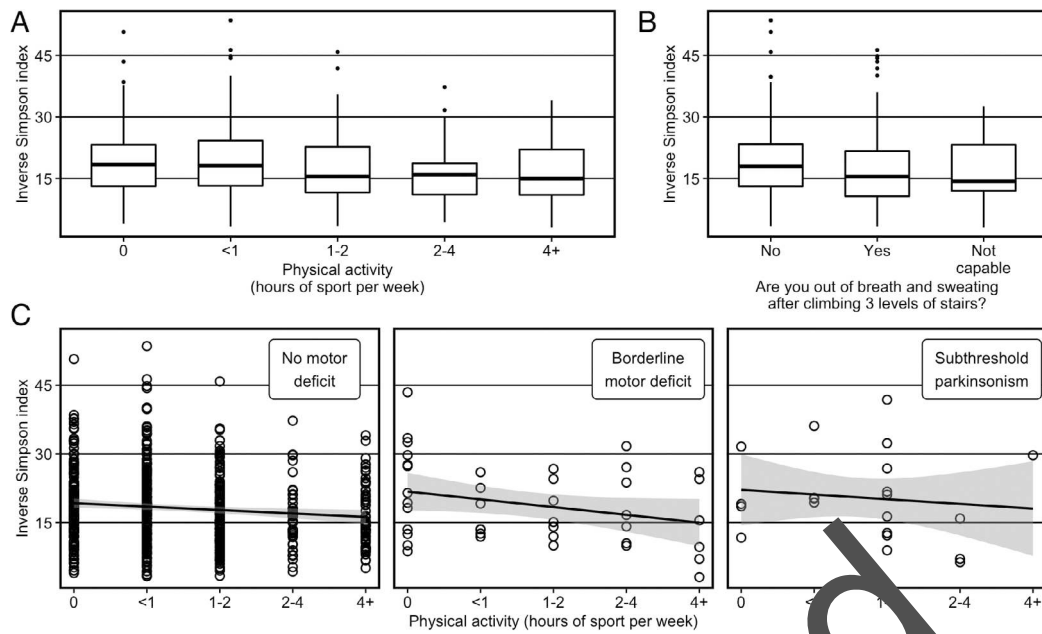 A
Inverse Simpson index
45
30
15
0 <1 1-2 2-4 4+
Physical activity
(hours of sport per week)
B
Inverse Simpson index
45
30
15
No Yes Not
capable
Are you out of breath and sweating
after climbing 3 levels of stairs?
C
Inverse Simpson index
45
30
15
No motor
deficit
0 <1 1-2 2-4 4+
Borderline
motor deficit
0 <1 1-2 2-4 4+
Subthreshold
parkinsonism
0 2-4 4+
Physical activity (hours of sport per week)